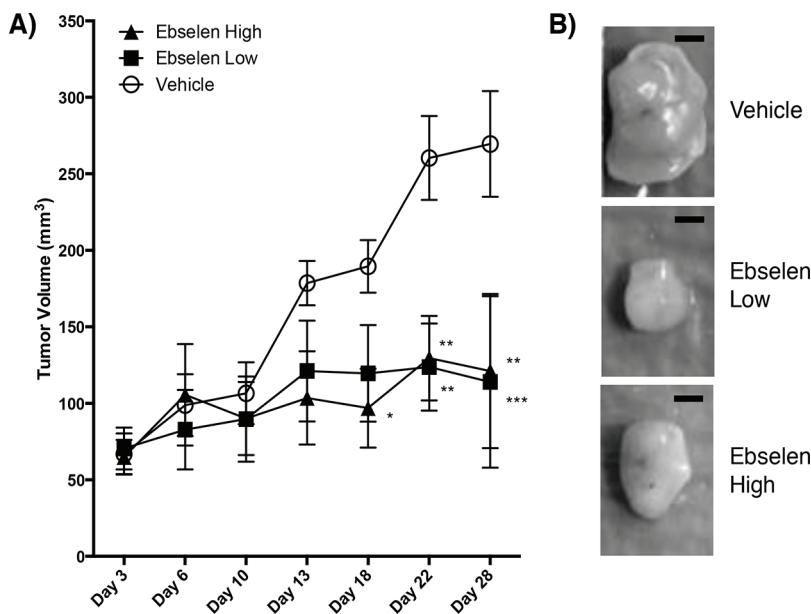 A)
Ebselen High
Ebselen Low
Vehicle
Tumor Volume (mm³)
350
300
250
200
150
100
50
0
Day 3
Day 6
Day 10
Day 13
Day 18
Day 22
Day 28
*
**
**
**
***
B)
Vehicle
Ebselen
Low
Ebselen
High